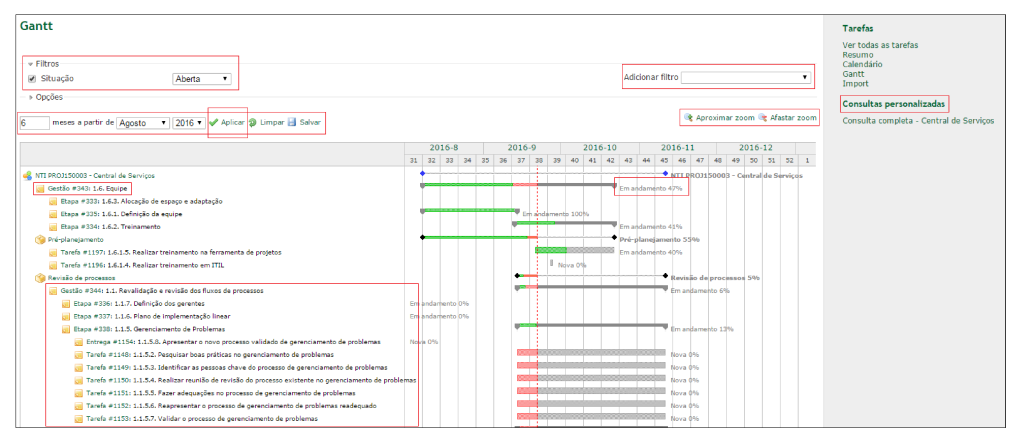 Gantt
Filtros
Situação Aberta
Adicionar filtro
Opções
6 meses a partir de Agosto 2016 Aplicar Limpar Salvar
Aproximar zoom Afastar zoom
2016-8 2016-9 2016-10 2016-11 2016-12
31 32 33 34 35 36 37 38 39 40 41 42 43 44 45 46 47 48 49 50 51 52 1
NTI PROJ150003 - Central de Serviços NTI PROJ150003 - Central de Serviços
Gestão #343: 1.6. Equipe Em andamento 47%
Etapa #333: 1.6.3. Alocação de espaço e adaptação
Etapa #335: 1.6.1. Definição da equipe Em andamento 100%
Etapa #334: 1.6.2. Treinamento Em andamento 41%
Pré-planejamento Pré-planejamento 55%
Tarefa #1197: 1.6.1.5. Realizar treinamento na ferramenta de projetos Em andamento 40%
Tarefa #1196: 1.6.1.4. Realizar treinamento em ITIL Nova 0%
Revisão de processos Revisão de processos 5%
Gestão #344: 1.1. Revalidação e revisão dos fluxos de processos Em andamento 6%
Etapa #336: 1.1.7. Definição dos gerentes Em andamento 0%
Etapa #337: 1.1.6. Plano de implementação linear Em andamento 0%
Etapa #338: 1.1.5. Gerenciamento de Problemas Em andamento 13%
Entrega #1154: 1.1.5.8. Apresentar o novo processo validado de gerenciamento de problemas Nova 0%
Tarefa #1148: 1.1.5.2. Pesquisar boas práticas no gerenciamento de problemas Nova 0%
Tarefa #1149: 1.1.5.3. Identificar as pessoas chave do processo de gerenciamento de problemas Nova 0%
Tarefa #1150: 1.1.5.4. Realizar reunião de revisão do processo existente no gerenciamento de problemas Nova 0%
Tarefa #1151: 1.1.5.5. Fazer adequações no processo de gerenciamento de problemas Nova 0%
Tarefa #1152: 1.1.5.6. Reapresentar o processo de gerenciamento de problemas readequado Nova 0%
Tarefa #1153: 1.1.5.7. Validar o processo de gerenciamento de problemas Nova 0%
Tarefas
Ver todas as tarefas
Resumo
Calendário
Gantt
Import
Consultas personalizadas
Consulta completa - Central de Serviços